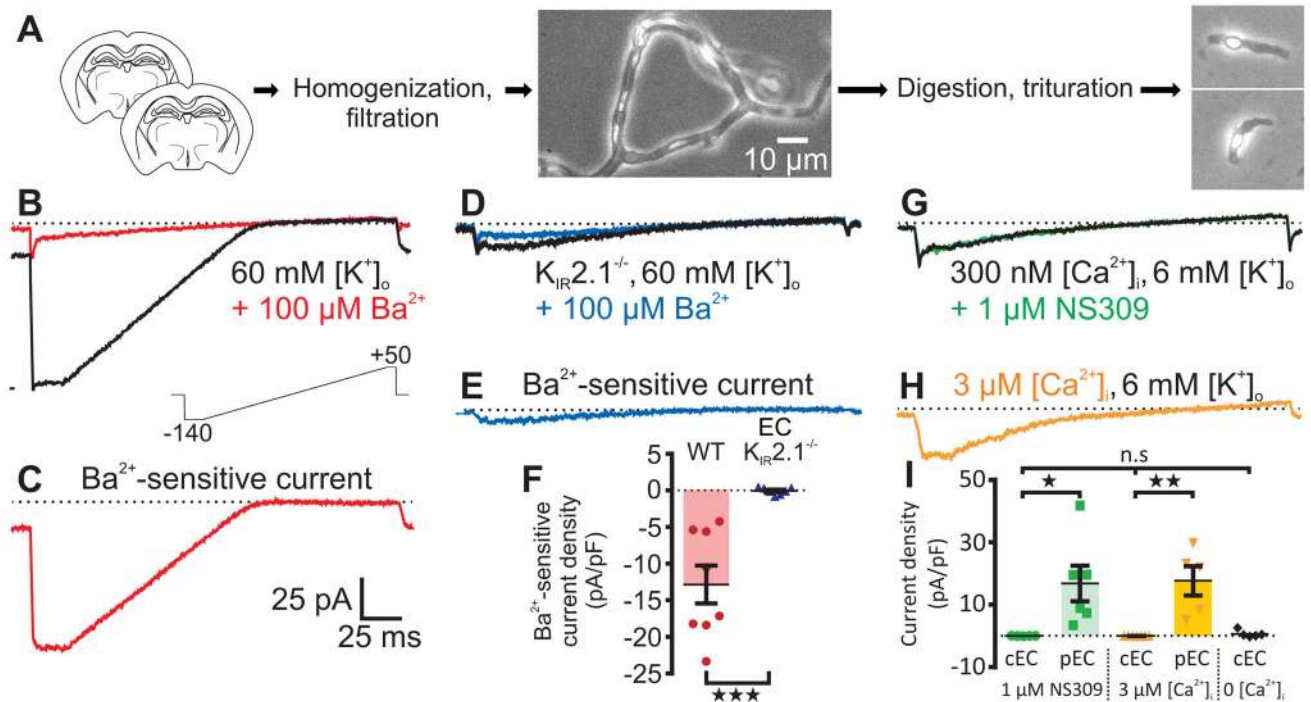 A
Homogenization,
filtration
10 µm
Digestion, trituration
B
60 mM [K⁺]ₒ
+ 100 µM Ba²⁺
-
+50
-140
C
Ba²⁺-sensitive current
25 pA
25 ms
D
K_IR2.1⁻/⁻, 60 mM [K⁺]ₒ
+ 100 µM Ba²⁺
E
Ba²⁺-sensitive current
F
WT
EC
K_IR2.1⁻/⁻
Ba²⁺-sensitive
current density
(pA/pF)
5
0
-5
-10
-15
-20
-25
★★★
G
300 nM [Ca²⁺]ᵢ, 6 mM [K⁺]ₒ
+ 1 µM NS309
H
3 µM [Ca²⁺]ᵢ, 6 mM [K⁺]ₒ
I
n.s
★
★★
Current density
(pA/pF)
50
30
10
-10
cEC pEC cEC pEC cEC
1 µM NS309 3 µM [Ca²⁺]ᵢ 0 [Ca²⁺]ᵢ